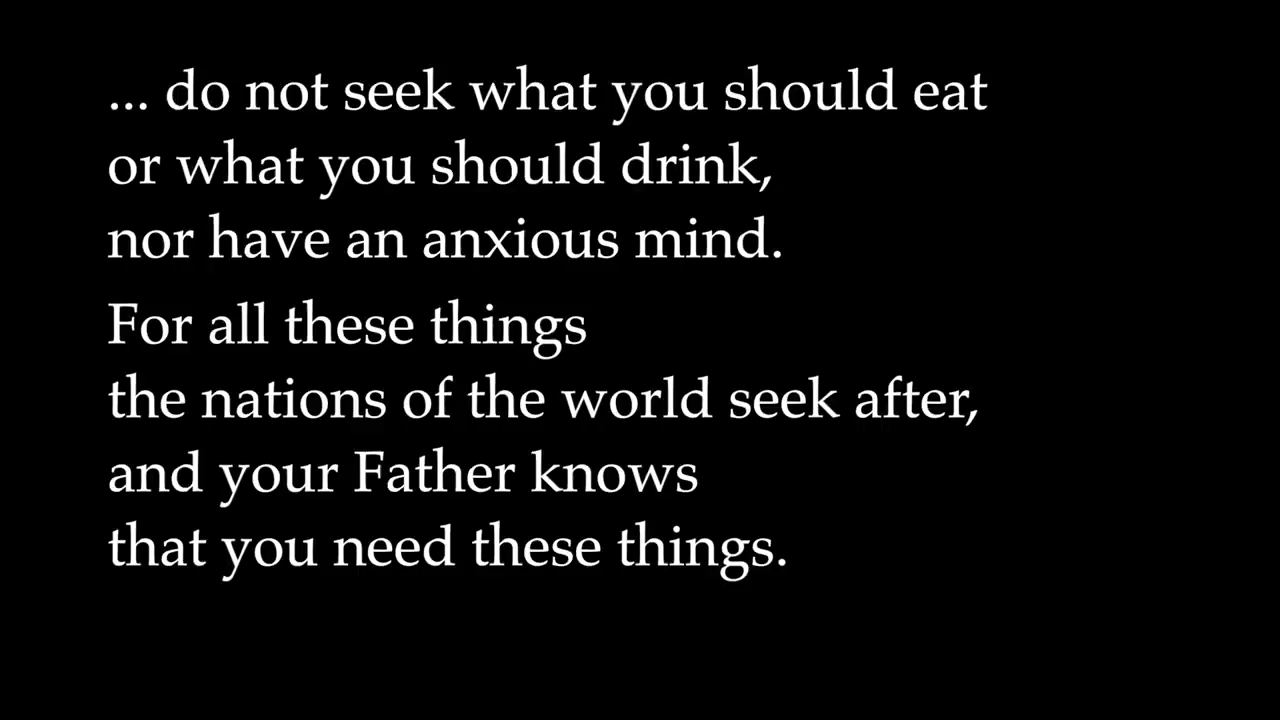 ... do not seek what you should eat
or what you should drink,
nor have an anxious mind.
For all these things
the nations of the world seek after,
and your Father knows
that you need these things.